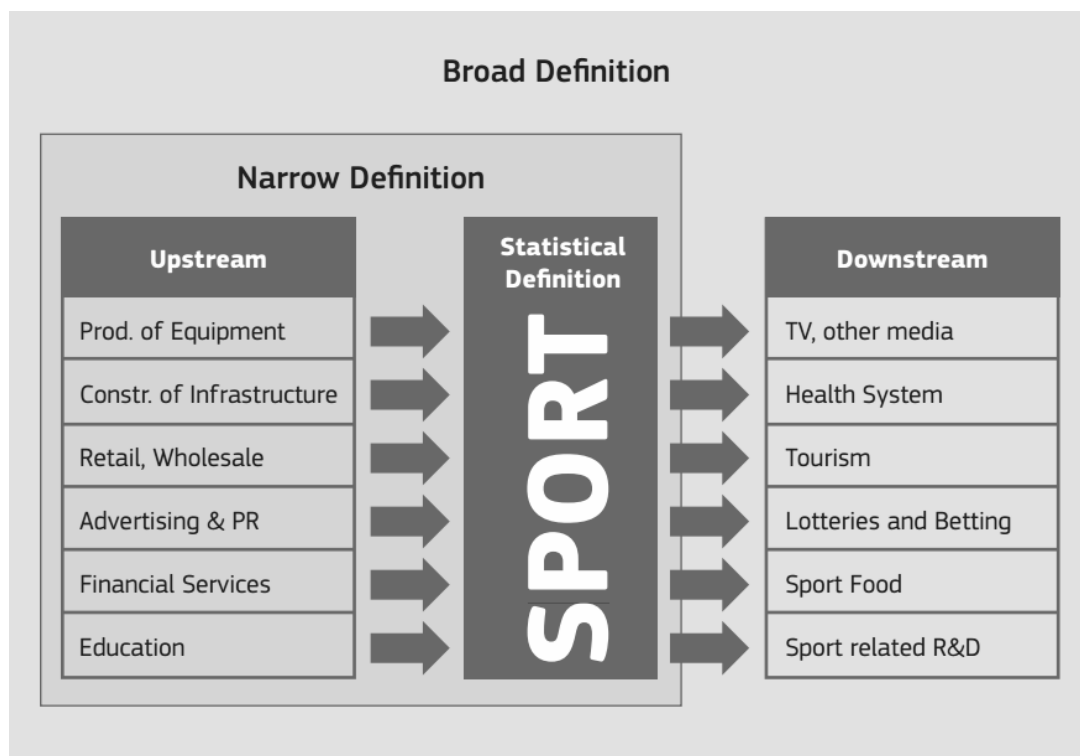 Broad Definition
Narrow Definition
Upstream
Prod. of Equipment
Constr. of Infrastructure
Retail, Wholesale
Advertising & PR
Financial Services
Education
Statistical
Definition
SPORT
Downstream
TV, other media
Health System
Tourism
Lotteries and Betting
Sport Food
Sport related R&D